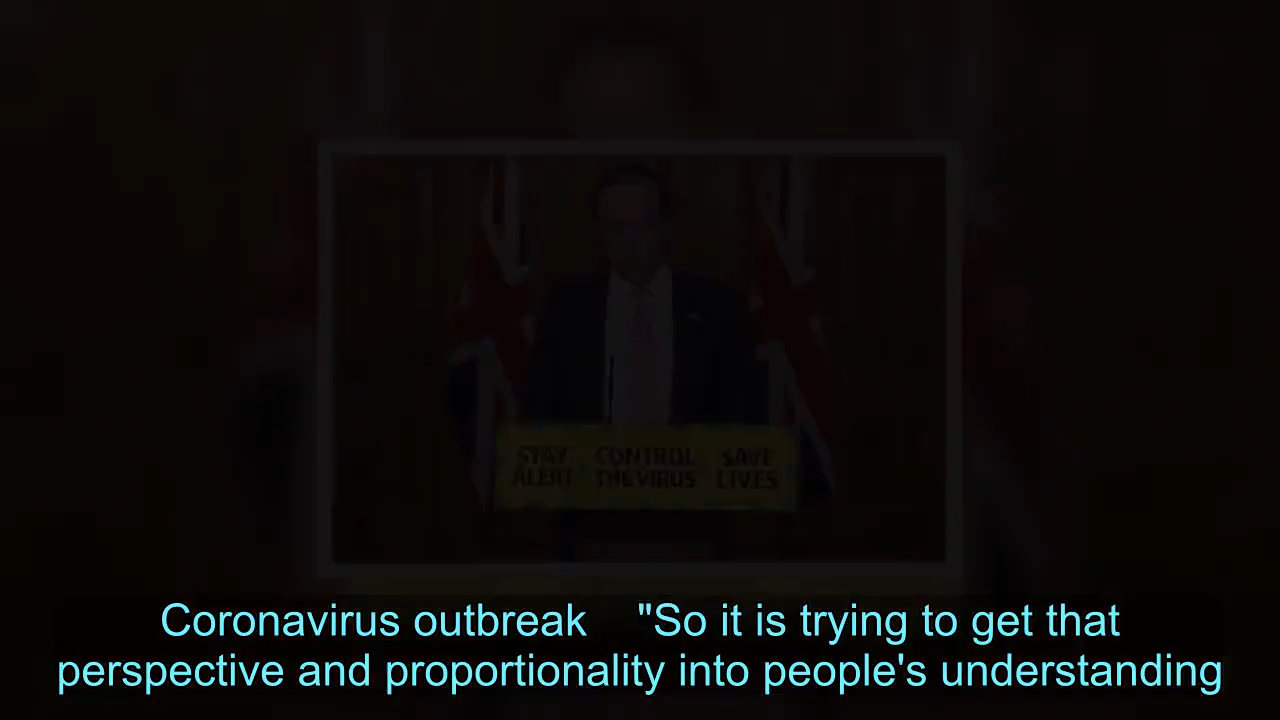 STAY CONTROL SAVE
ALERT THE VIRUS LIVES
Coronavirus outbreak "So it is trying to get that
perspective and proportionality into people's understanding